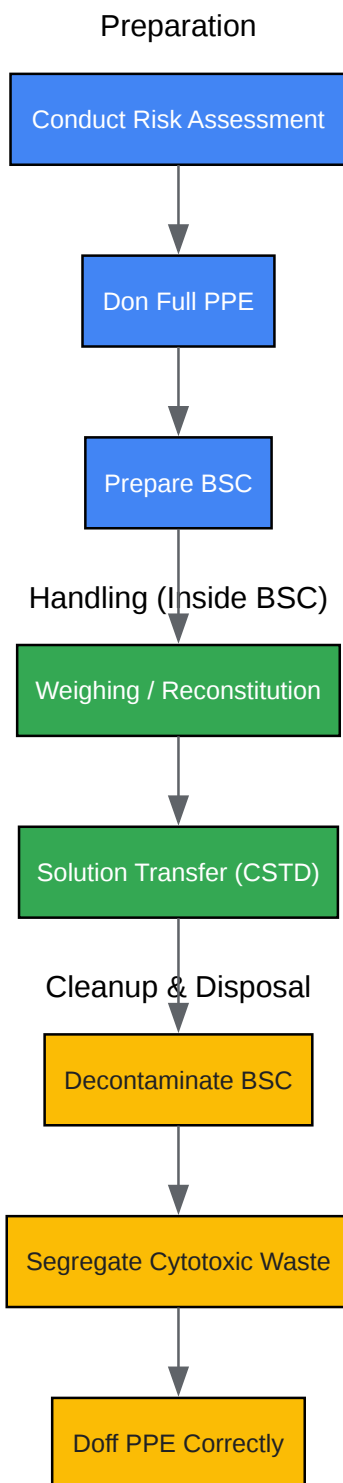 Preparation
Conduct Risk Assessment
Don Full PPE
Prepare BSC
Handling (Inside BSC)
Weighing / Reconstitution
Solution Transfer (CSTD)
Cleanup & Disposal
Decontaminate BSC
Segregate Cytotoxic Waste
Doff PPE Correctly